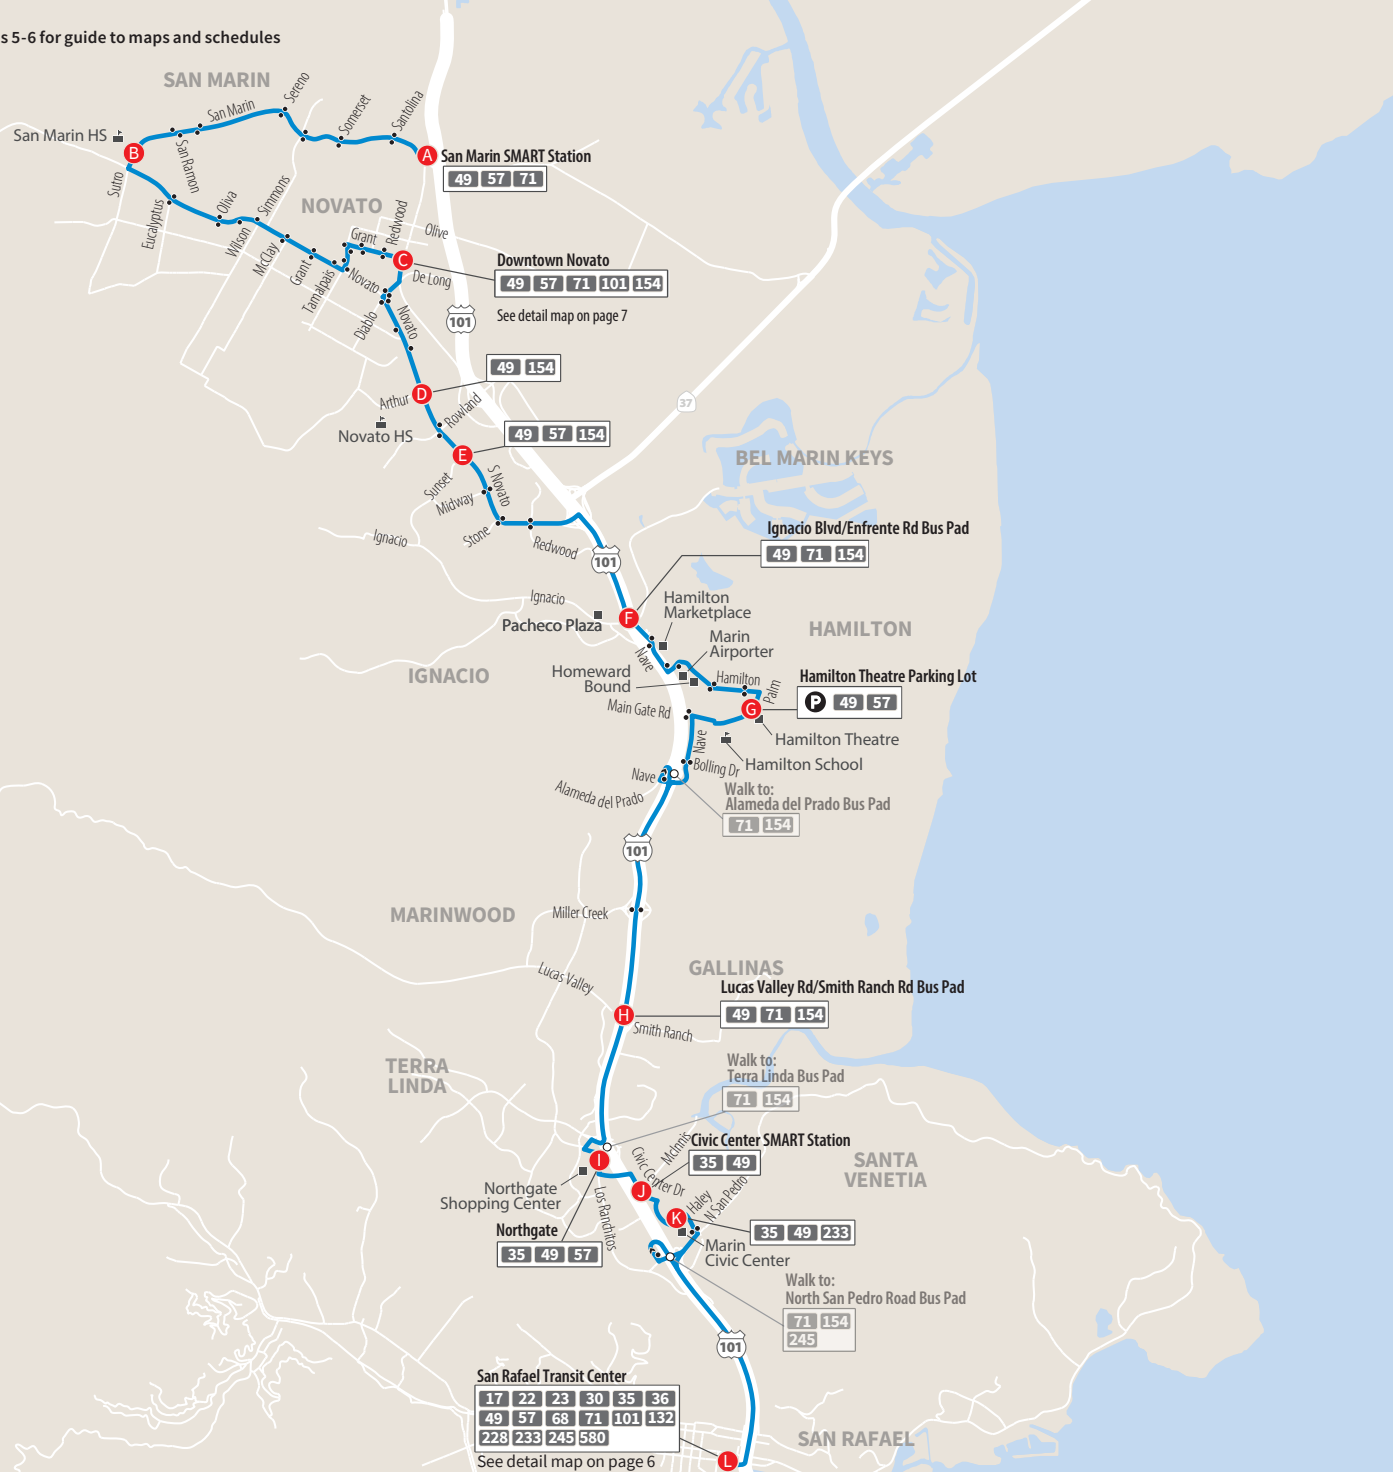 s 5-6 for guide to maps and schedules
SAN MARIN
Sereno
San Marin
Somerset
Santolina
San Marin HS
B
San Ramon
A
San Marin SMART Station
49 57 71
Sutro
Eucalyptus
Oliva
Wilson
Simmons
McClay
NOVATO
Redwood
Olive
Grant
Grant
Tamalpais
Novato
C
De Long
Downtown Novato
49 57 71 101 154
See detail map on page 7
101
Diablo
Novato
49 154
D
Arthur
Rowland
37
Novato HS
49 57 154
E
BEL MARIN KEYS
Sunset
S Novato
Midway
Stone
Ignacio
Redwood
101
Ignacio Blvd/Enfrente Rd Bus Pad
49 71 154
Ignacio
F
Pacheco Plaza
Hamilton
Marketplace
HAMILTON
Nave
Marin
Airporter
IGNACIO
Homeward
Bound
Hamilton
Palm
Hamilton Theatre Parking Lot
P 49 57
Main Gate Rd
G
Hamilton Theatre
Nave
Hamilton School
Bolling Dr
Nave
Alameda del Prado
Walk to:
Alameda del Prado Bus Pad
71 154
101
MARINWOOD
Miller Creek
GALLINAS
Lucas Valley
Lucas Valley Rd/Smith Ranch Rd Bus Pad
49 71 154
H
Smith Ranch
TERRA
LINDA
Walk to:
Terra Linda Bus Pad
71 154
McInnis
Civic Center SMART Station
35 49
I
Civic Center Dr
SANTA
VENETIA
Northgate
Shopping Center
J
Los Ranchitos
Haley
N San Pedro
K
35 49 233
Northgate
35 49 57
Marin
Civic Center
Walk to:
North San Pedro Road Bus Pad
71 154
245
101
San Rafael Transit Center
17 22 23 30 35 36
49 57 68 71 101 132
228 233 245 580
See detail map on page 6
L
SAN RAFAEL